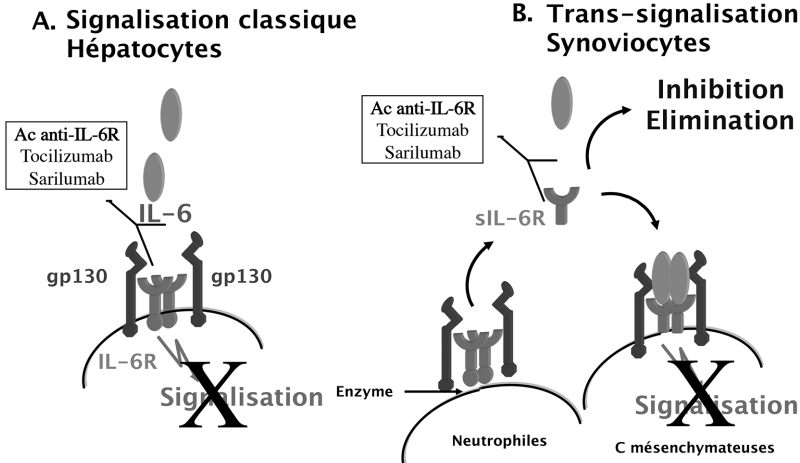 A. Signalisation classique
Hépatocytes
Ac anti-IL-6R
Tocilizumab
Sarilumab
IL-6
gp130
gp130
IL-6R
Signalisation
B. Trans-signalisation
Synoviocytes
Ac anti-IL-6R
Tocilizumab
Sarilumab
Inhibition
Elimination
sIL-6R
Enzyme
Neutrophiles
Signalisation
C mésenchymateuses